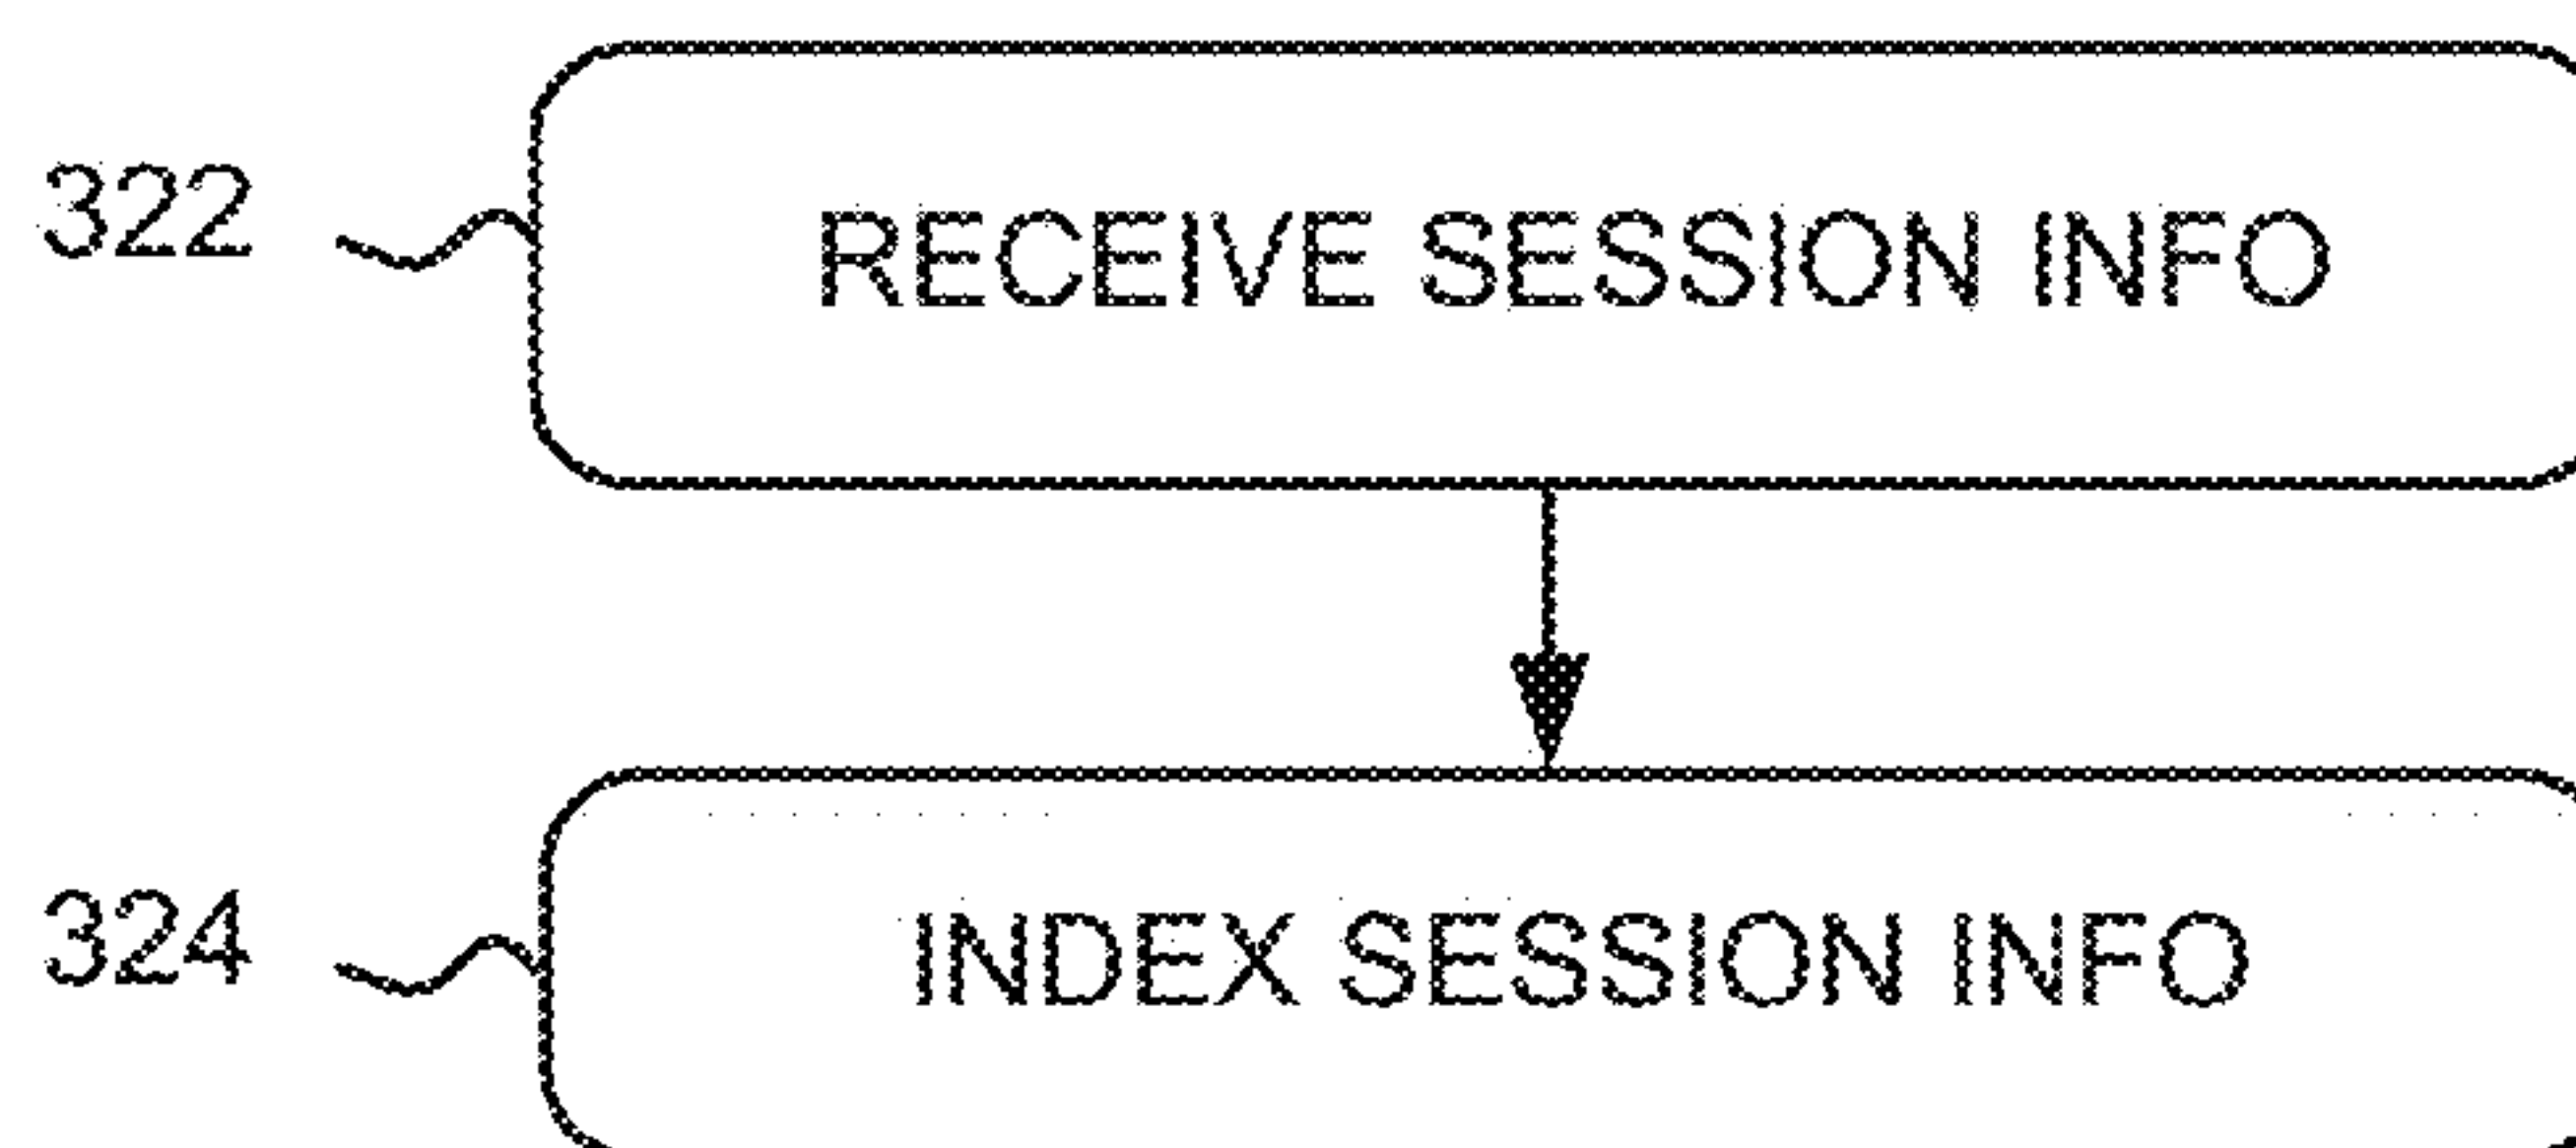 322
RECEIVE SESSION INFO
324
INDEX SESSION INFO